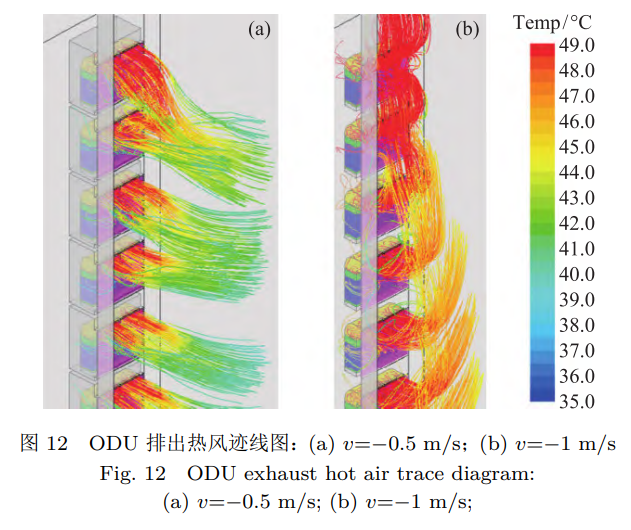 (a)
(b)
Temp/°C
49.0
48.0
47.0
46.0
45.0
44.0
43.0
42.0
41.0
40.0
39.0
38.0
37.0
36.0
35.0
图 12 ODU 排出热风迹线图: (a) v=−0.5 m/s; (b) v=−1 m/s
Fig. 12 ODU exhaust hot air trace diagram:
(a) v=−0.5 m/s; (b) v=−1 m/s;